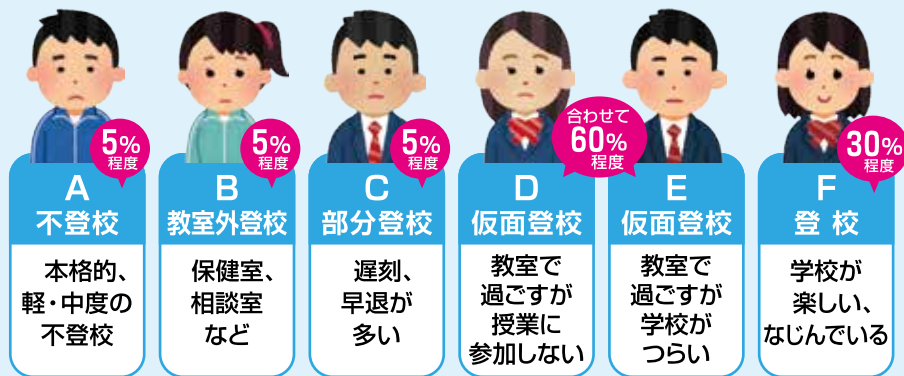 5%
程度
A
不登校
本格的、
軽・中度の
不登校
5%
程度
B
教室外登校
保健室、
相談室
など
5%
程度
C
部分登校
遅刻、
早退が
多い
合わせて
60%
程度
D
仮面登校
教室で
過ごすが
授業に
参加しない
E
仮面登校
教室で
過ごすが
学校が
つらい
30%
程度
F
登 校
学校が
楽しい、
なじんでいる